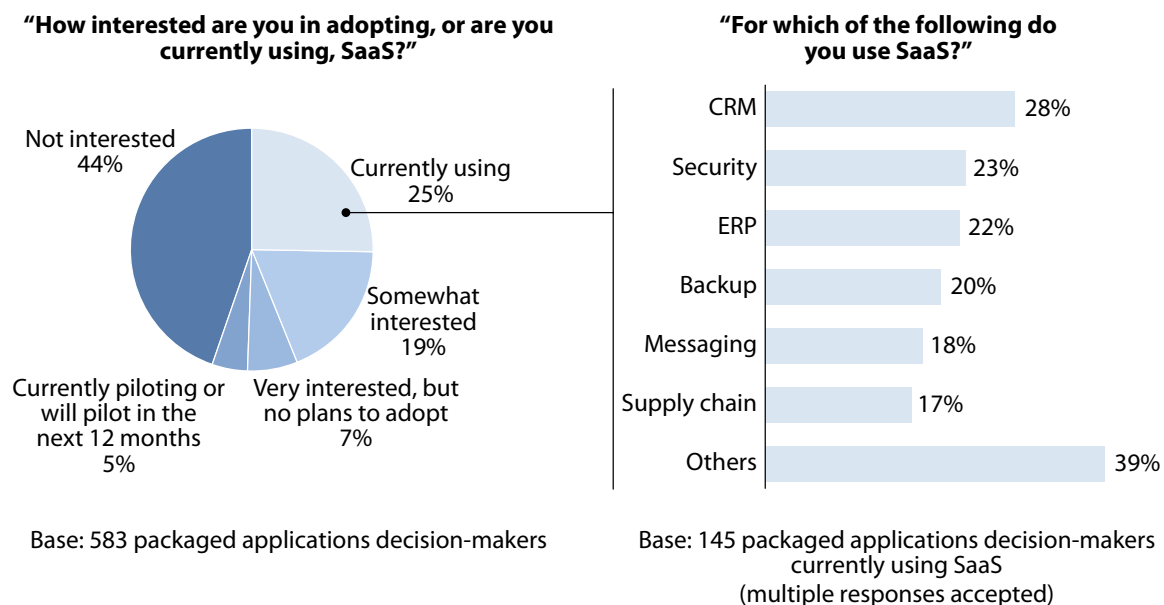 “How interested are you in adopting, or are you
currently using, SaaS?”
Not interested
44%
Currently using
25%
Somewhat
interested
19%
Very interested, but
no plans to adopt
7%
Currently piloting or
will pilot in the
next 12 months
5%
Base: 583 packaged applications decision-makers
“For which of the following do
you use SaaS?”
CRM 28%
Security 23%
ERP 22%
Backup 20%
Messaging 18%
Supply chain 17%
Others 39%
Base: 145 packaged applications decision-makers
currently using SaaS
(multiple responses accepted)